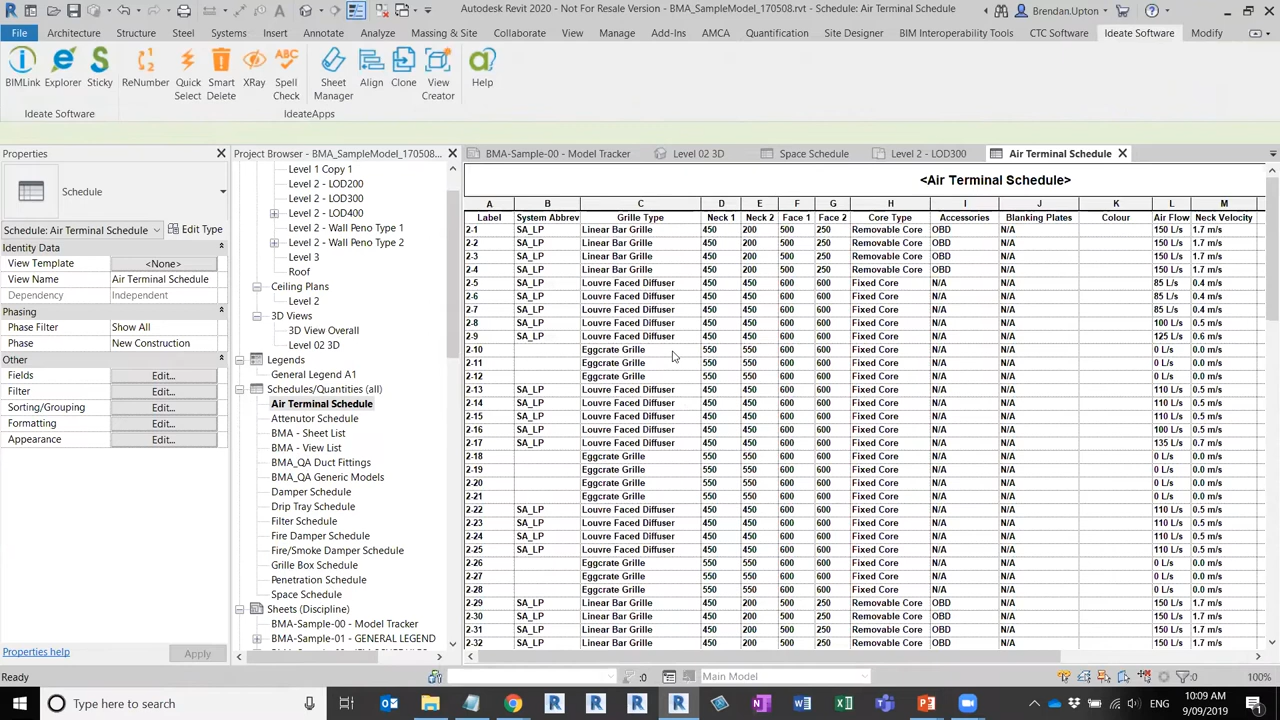 Autodesk Revit 2020 - Not For Resale Version - BMA_SampleModel_170508.rvt - Schedule: Air Terminal Schedule
Brendan.Upton
File Architecture Structure Steel Systems Insert Annotate Analyze Massing & Site Collaborate View Manage Add-Ins AMCA Quantification Site Designer BIM Interoperability Tools CTC Software Ideate Software Modify
BIMLink Explorer Sticky ReNumber Quick Select Smart Delete XRay Spell Check Sheet Manager Align Clone View Creator Help
Ideate Software IdeateApps
Properties
Schedule
Schedule: Air Terminal Schedule Edit Type
Identity Data
View Template <None>
View Name Air Terminal Schedule
Dependency Independent
Phasing
Phase Filter Show All
Phase New Construction
Other
Fields Edit...
Filter Edit...
Sorting/Grouping Edit...
Formatting Edit...
Appearance Edit...
Properties help Apply
Project Browser - BMA_SampleModel_170508...
Level 1 Copy 1
Level 2 - LOD200
Level 2 - LOD300
Level 2 - LOD400
Level 2 - Wall Peno Type 1
Level 2 - Wall Peno Type 2
Level 3
Roof
Ceiling Plans
Level 2
3D Views
3D View Overall
Level 02 3D
Legends
General Legend A1
Schedules/Quantities (all)
Air Terminal Schedule
Attenutor Schedule
BMA - Sheet List
BMA - View List
BMA_QA Duct Fittings
BMA_QA Generic Models
Damper Schedule
Drip Tray Schedule
Filter Schedule
Fire Damper Schedule
Fire/Smoke Damper Schedule
Grille Box Schedule
Penetration Schedule
Space Schedule
Sheets (Discipline)
BMA-Sample-00 - Model Tracker
BMA-Sample-01 - GENERAL LEGEND
BMA-Sample-00 - Model Tracker Level 02 3D Space Schedule Level 2 - LOD300 Air Terminal Schedule
<Air Terminal Schedule>
A B C D E F G H I J K L M
Label System Abbrev Grille Type Neck 1 Neck 2 Face 1 Face 2 Core Type Accessories Blanking Plates Colour Air Flow Neck Velocity
2-1 SA_LP Linear Bar Grille 450 200 500 250 Removable Core OBD N/A 150 L/s 1.7 m/s
2-2 SA_LP Linear Bar Grille 450 200 500 250 Removable Core OBD N/A 150 L/s 1.7 m/s
2-3 SA_LP Linear Bar Grille 450 200 500 250 Removable Core OBD N/A 150 L/s 1.7 m/s
2-4 SA_LP Linear Bar Grille 450 200 500 250 Removable Core OBD N/A 150 L/s 1.7 m/s
2-5 SA_LP Louvre Faced Diffuser 450 450 600 600 Fixed Core N/A N/A 85 L/s 0.4 m/s
2-6 SA_LP Louvre Faced Diffuser 450 450 600 600 Fixed Core N/A N/A 85 L/s 0.4 m/s
2-7 SA_LP Louvre Faced Diffuser 450 450 600 600 Fixed Core N/A N/A 85 L/s 0.4 m/s
2-8 SA_LP Louvre Faced Diffuser 450 450 600 600 Fixed Core N/A N/A 100 L/s 0.5 m/s
2-9 SA_LP Louvre Faced Diffuser 450 450 600 600 Fixed Core N/A N/A 125 L/s 0.6 m/s
2-10 Eggcrate Grille 550 550 600 600 Fixed Core N/A N/A 0 L/s 0.0 m/s
2-11 Eggcrate Grille 550 550 600 600 Fixed Core N/A N/A 0 L/s 0.0 m/s
2-12 Eggcrate Grille 550 550 600 600 Fixed Core N/A N/A 0 L/s 0.0 m/s
2-13 SA_LP Louvre Faced Diffuser 450 450 600 600 Fixed Core N/A N/A 110 L/s 0.5 m/s
2-14 SA_LP Louvre Faced Diffuser 450 450 600 600 Fixed Core N/A N/A 110 L/s 0.5 m/s
2-15 SA_LP Louvre Faced Diffuser 450 450 600 600 Fixed Core N/A N/A 110 L/s 0.5 m/s
2-16 SA_LP Louvre Faced Diffuser 450 450 600 600 Fixed Core N/A N/A 100 L/s 0.5 m/s
2-17 SA_LP Louvre Faced Diffuser 450 450 600 600 Fixed Core N/A N/A 135 L/s 0.7 m/s
2-18 Eggcrate Grille 550 550 600 600 Fixed Core N/A N/A 0 L/s 0.0 m/s
2-19 Eggcrate Grille 550 550 600 600 Fixed Core N/A N/A 0 L/s 0.0 m/s
2-20 Eggcrate Grille 550 550 600 600 Fixed Core N/A N/A 0 L/s 0.0 m/s
2-21 Eggcrate Grille 550 550 600 600 Fixed Core N/A N/A 0 L/s 0.0 m/s
2-22 SA_LP Louvre Faced Diffuser 450 450 600 600 Fixed Core N/A N/A 110 L/s 0.5 m/s
2-23 SA_LP Louvre Faced Diffuser 450 450 600 600 Fixed Core N/A N/A 110 L/s 0.5 m/s
2-24 SA_LP Louvre Faced Diffuser 450 450 600 600 Fixed Core N/A N/A 110 L/s 0.5 m/s
2-25 SA_LP Louvre Faced Diffuser 450 450 600 600 Fixed Core N/A N/A 110 L/s 0.5 m/s
2-26 Eggcrate Grille 550 550 600 600 Fixed Core N/A N/A 0 L/s 0.0 m/s
2-27 Eggcrate Grille 550 550 600 600 Fixed Core N/A N/A 0 L/s 0.0 m/s
2-28 Eggcrate Grille 550 550 600 600 Fixed Core N/A N/A 0 L/s 0.0 m/s
2-29 SA_LP Linear Bar Grille 450 200 500 250 Removable Core OBD N/A 150 L/s 1.7 m/s
2-30 SA_LP Linear Bar Grille 450 200 500 250 Removable Core OBD N/A 150 L/s 1.7 m/s
2-31 SA_LP Linear Bar Grille 450 200 500 250 Removable Core OBD N/A 150 L/s 1.7 m/s
2-32 SA_LP Linear Bar Grille 450 200 500 250 Removable Core OBD N/A 150 L/s 1.7 m/s
Ready :0 Main Model :0 100%
Type here to search
10:09 AM
9/09/2019